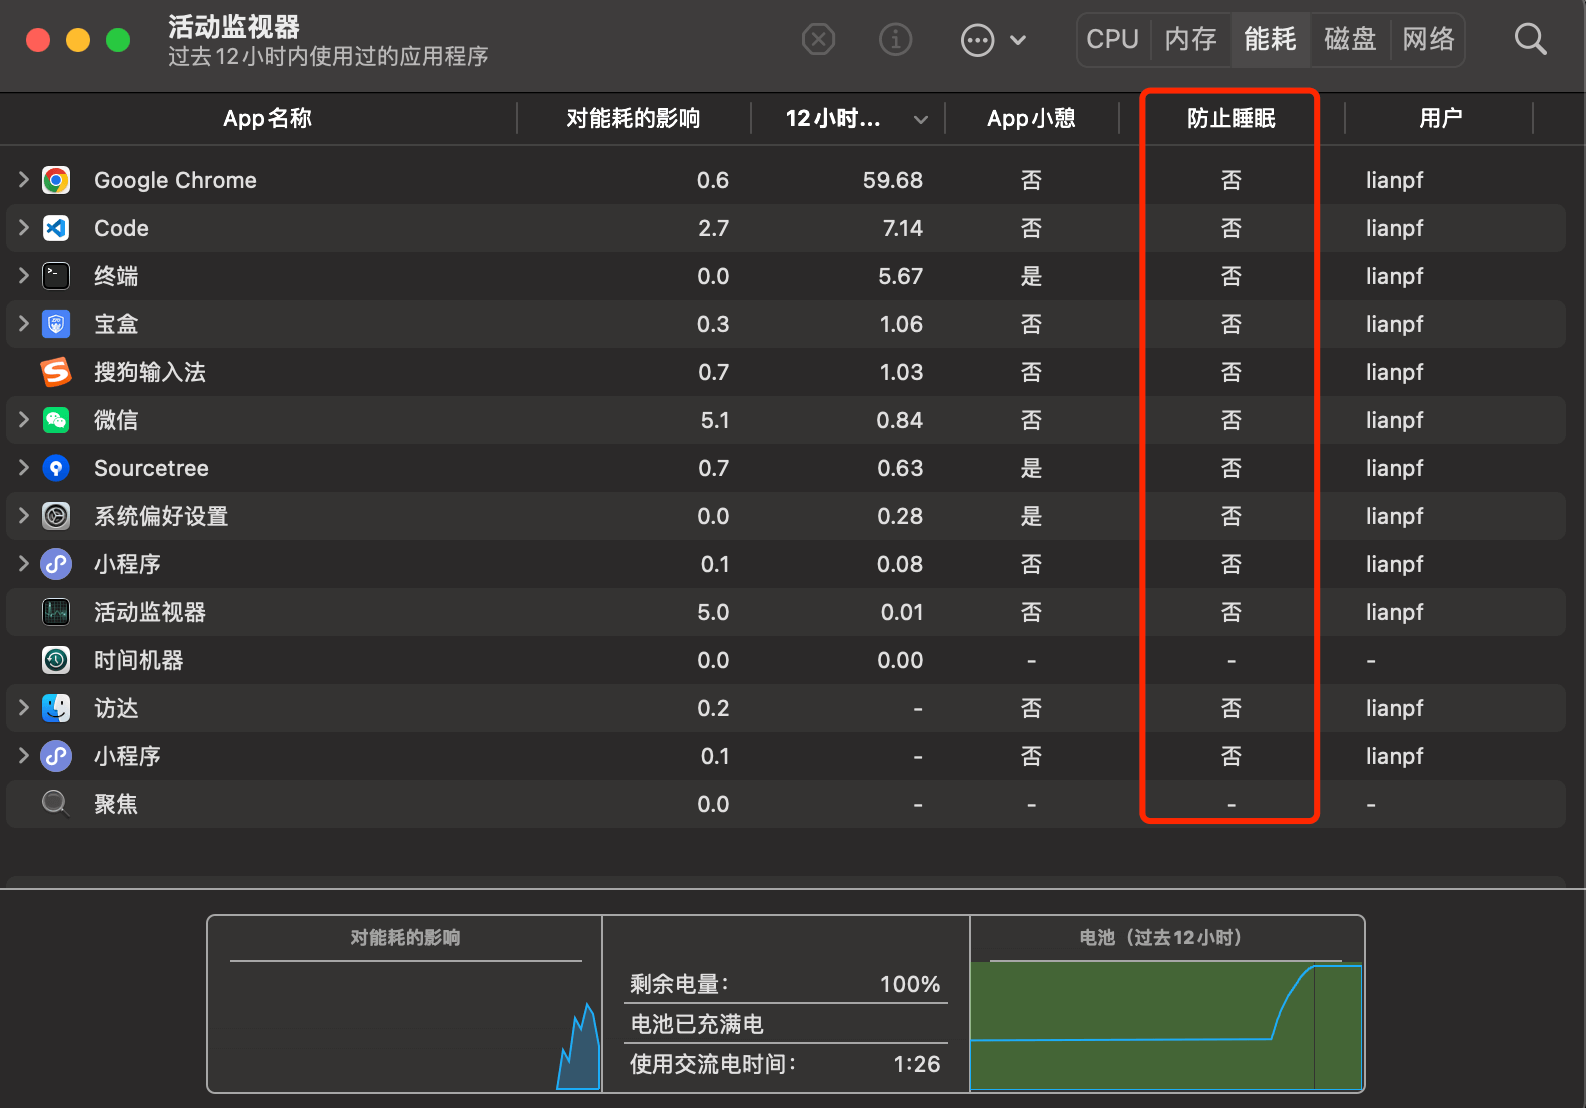 活动监视器
过去12小时内使用过的应用程序
CPU 内存 能耗 磁盘 网络
App名称 对能耗的影响 12小时... App小憩 防止睡眠 用户
Google Chrome 0.6 59.68 否 否 lianpf
Code 2.7 7.14 否 否 lianpf
终端 0.0 5.67 是 否 lianpf
宝盒 0.3 1.06 否 否 lianpf
搜狗输入法 0.7 1.03 否 否 lianpf
微信 5.1 0.84 否 否 lianpf
Sourcetree 0.7 0.63 是 否 lianpf
系统偏好设置 0.0 0.28 是 否 lianpf
小程序 0.1 0.08 否 否 lianpf
活动监视器 5.0 0.01 否 否 lianpf
时间机器 0.0 0.00 - - -
访达 0.2 - 否 否 lianpf
小程序 0.1 - 否 否 lianpf
聚焦 0.0 - - - -
对能耗的影响
剩余电量： 100%
电池已充满电
使用交流电时间： 1:26
电池（过去12小时）